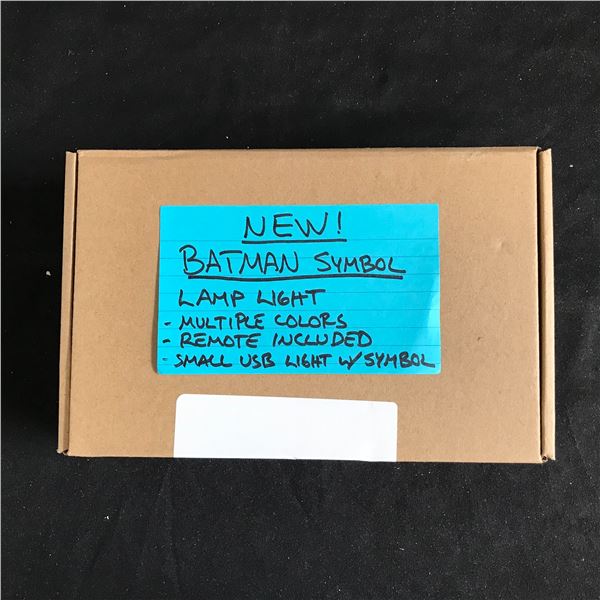 NEW!
BATMAN SYMBOL
LAMP LIGHT
- MULTIPLE COLORS
- REMOTE INCLUDED
- SMALL USB LIGHT W/ SYMBOL